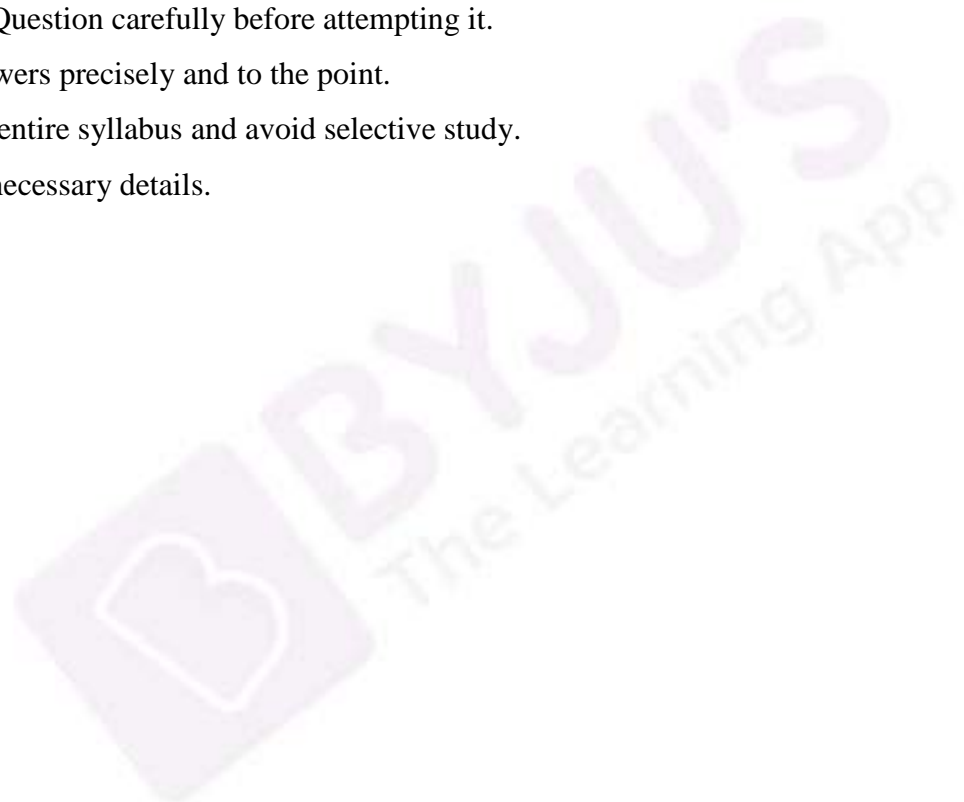 Question carefully before attempting it.
wers precisely and to the point.
entire syllabus and avoid selective study.
necessary details.
BYJU'S
The Learning App